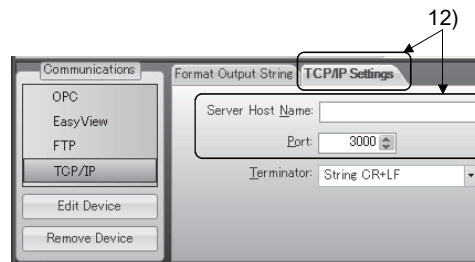 12)
Communications
OPC
EasyView
FTP
TCP/IP
Edit Device
Remove Device
Format Output String
TCP/IP Settings
Server Host Name:
Port: 3000
Terminator: String CR+LF